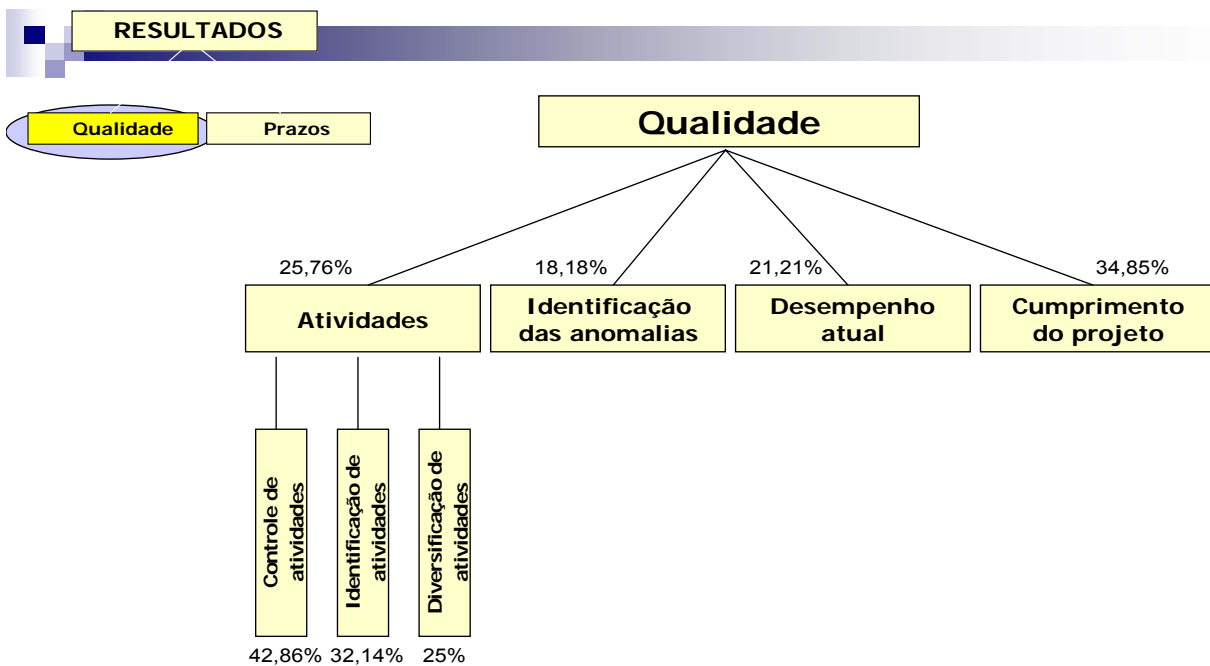 RESULTADOS
Qualidade
Prazos
Qualidade
25,76%
18,18%
21,21%
34,85%
Atividades
Identificação
das anomalias
Desempenho
atual
Cumprimento
do projeto
Controle de
atividades
Identificação de
atividades
Diversificação de
atividades
42,86%
32,14%
25%